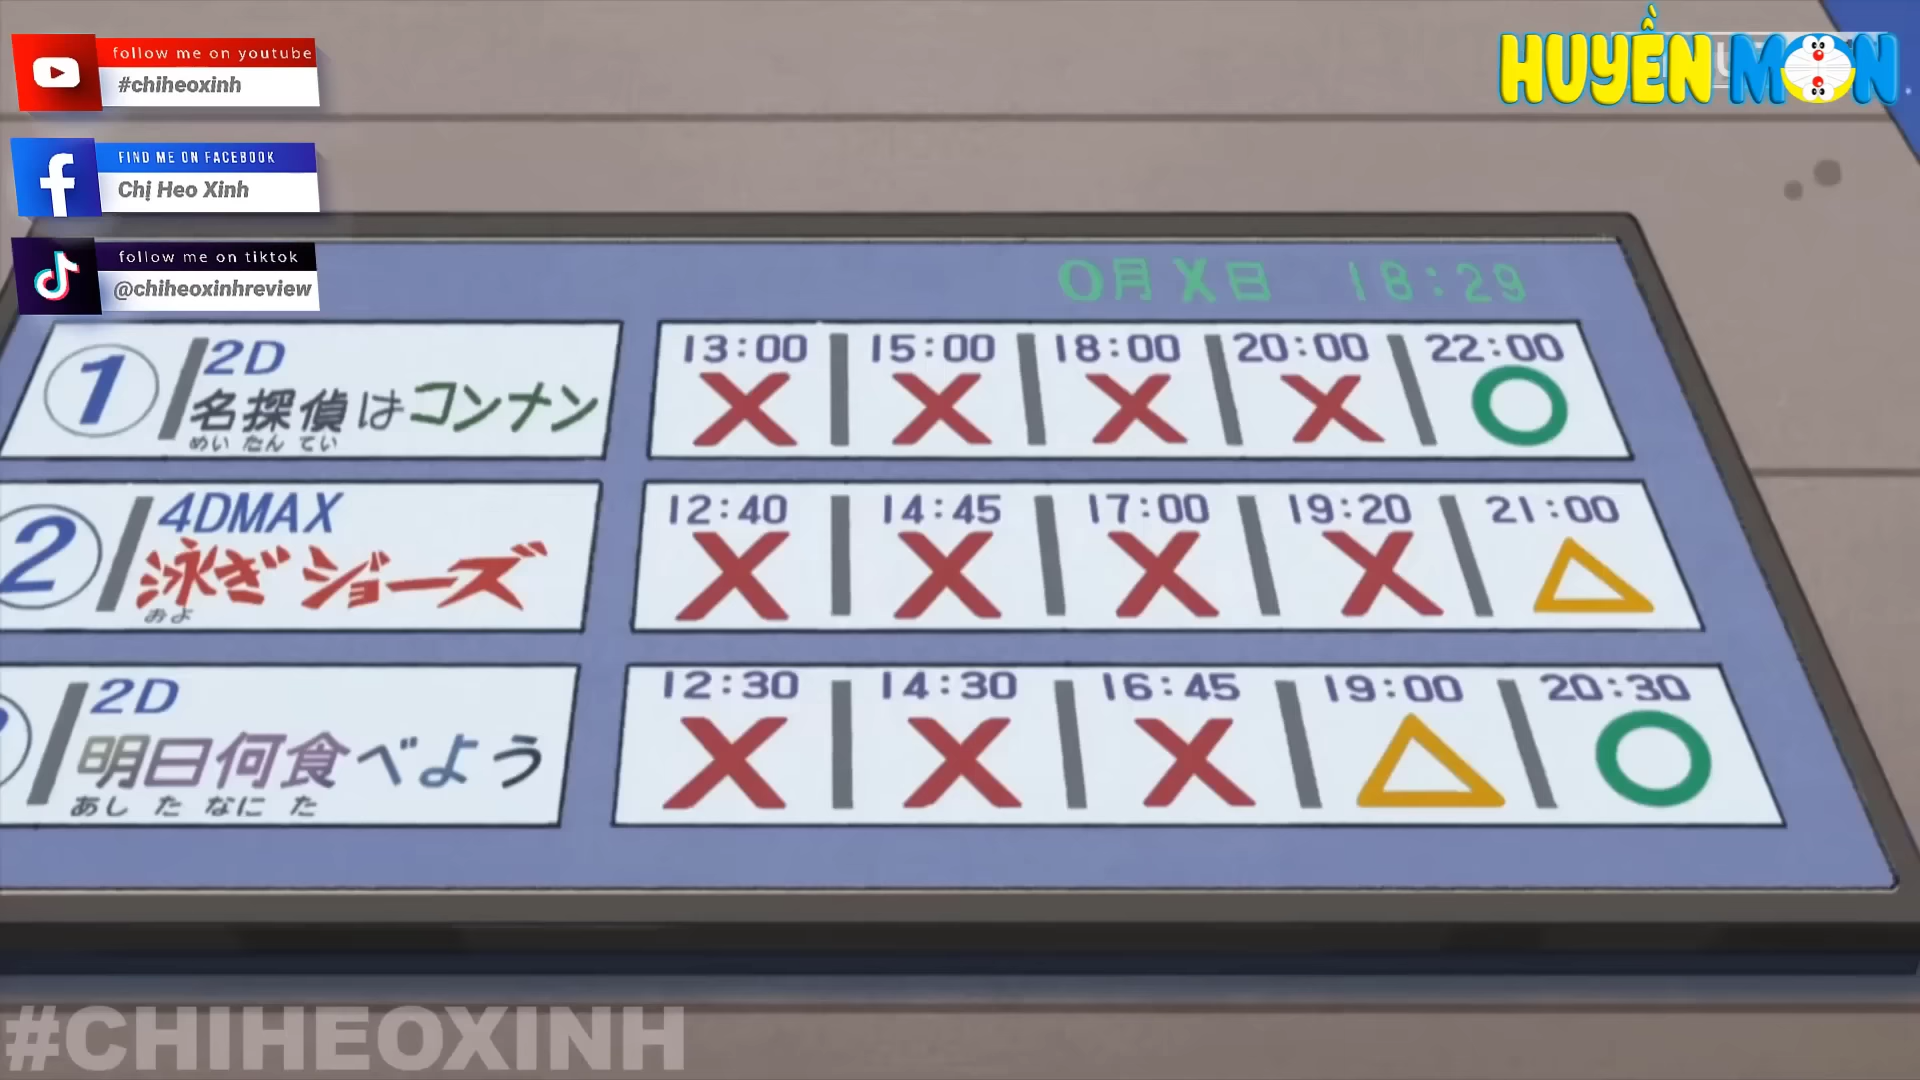 follow me on youtube
#chiheoxinh
FIND ME ON FACEBOOK
Chị Heo Xinh
follow me on tiktok
@chiheoxinhreview
HUYỀN MOON
0月X日 18:29
1 2D
名探偵はコンナン
めい たん てい
13:00 15:00 18:00 20:00 22:00
2 4DMAX
泳ぎジョーズ
およ
12:40 14:45 17:00 19:20 21:00
2D
明日何食べよう
あし た なに た
12:30 14:30 16:45 19:00 20:30
#CHIHEOXINH